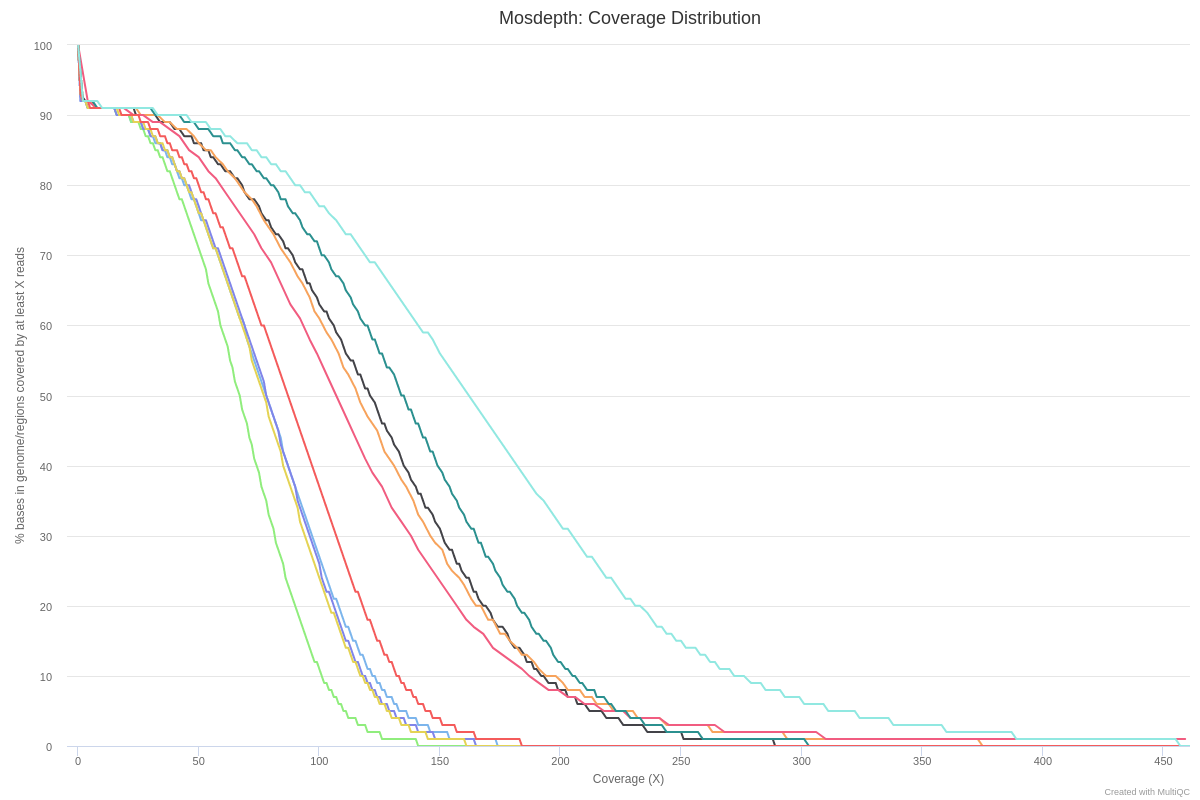 Mosdepth: Coverage Distribution
% bases in genome/regions covered by at least X reads
100
90
80
70
60
50
40
30
20
10
0
0 50 100 150 200 250 300 350 400 450
Coverage (X)
Created with MultiQC